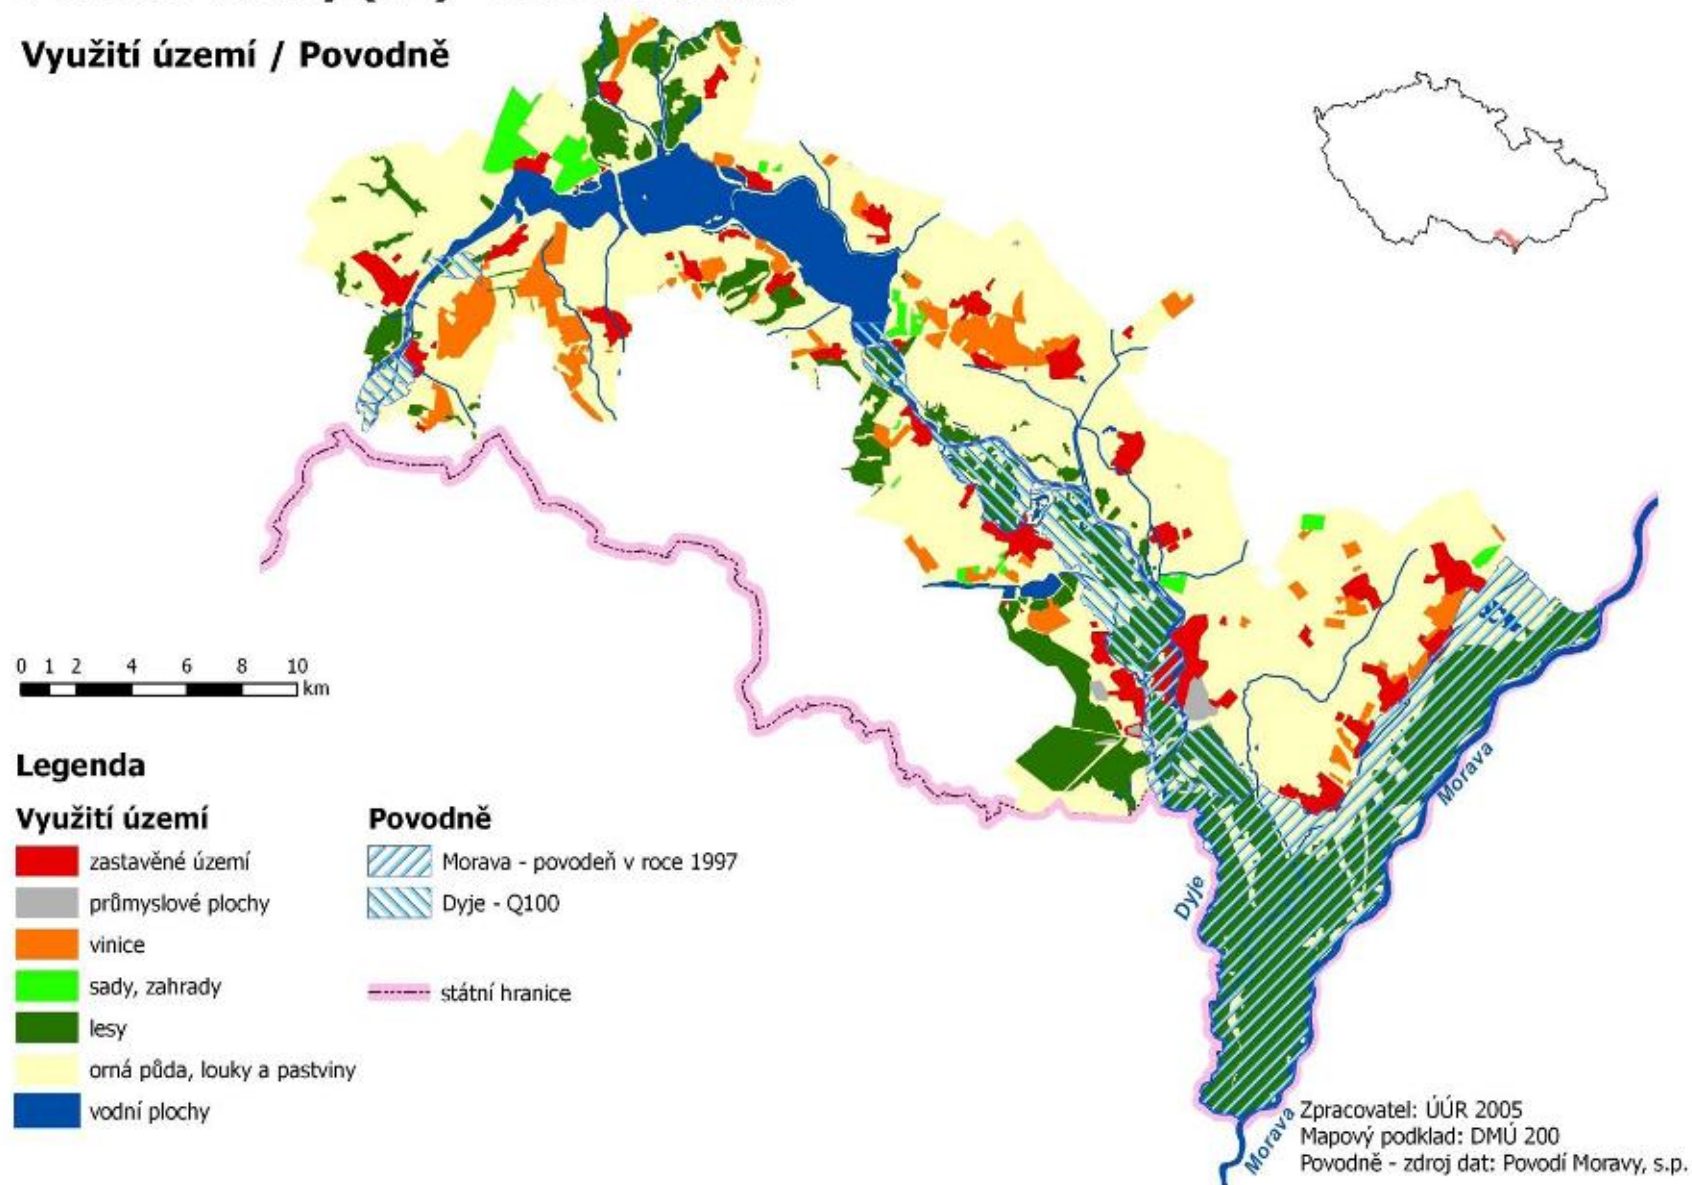 Využití území / Povodně
0 1 2 4 6 8 10
km
Legenda
Využití území
zastavěné území
průmyslové plochy
vinice
sady, zahrady
lesy
orná půda, louky a pastviny
vodní plochy
Povodně
Morava - povodeň v roce 1997
Dyje - Q100
státní hranice
Morava
Dyje
Morava
Zpracovatel: ÚÚR 2005
Mapový podklad: DMÚ 200
Povodně - zdroj dat: Povodí Moravy, s.p.